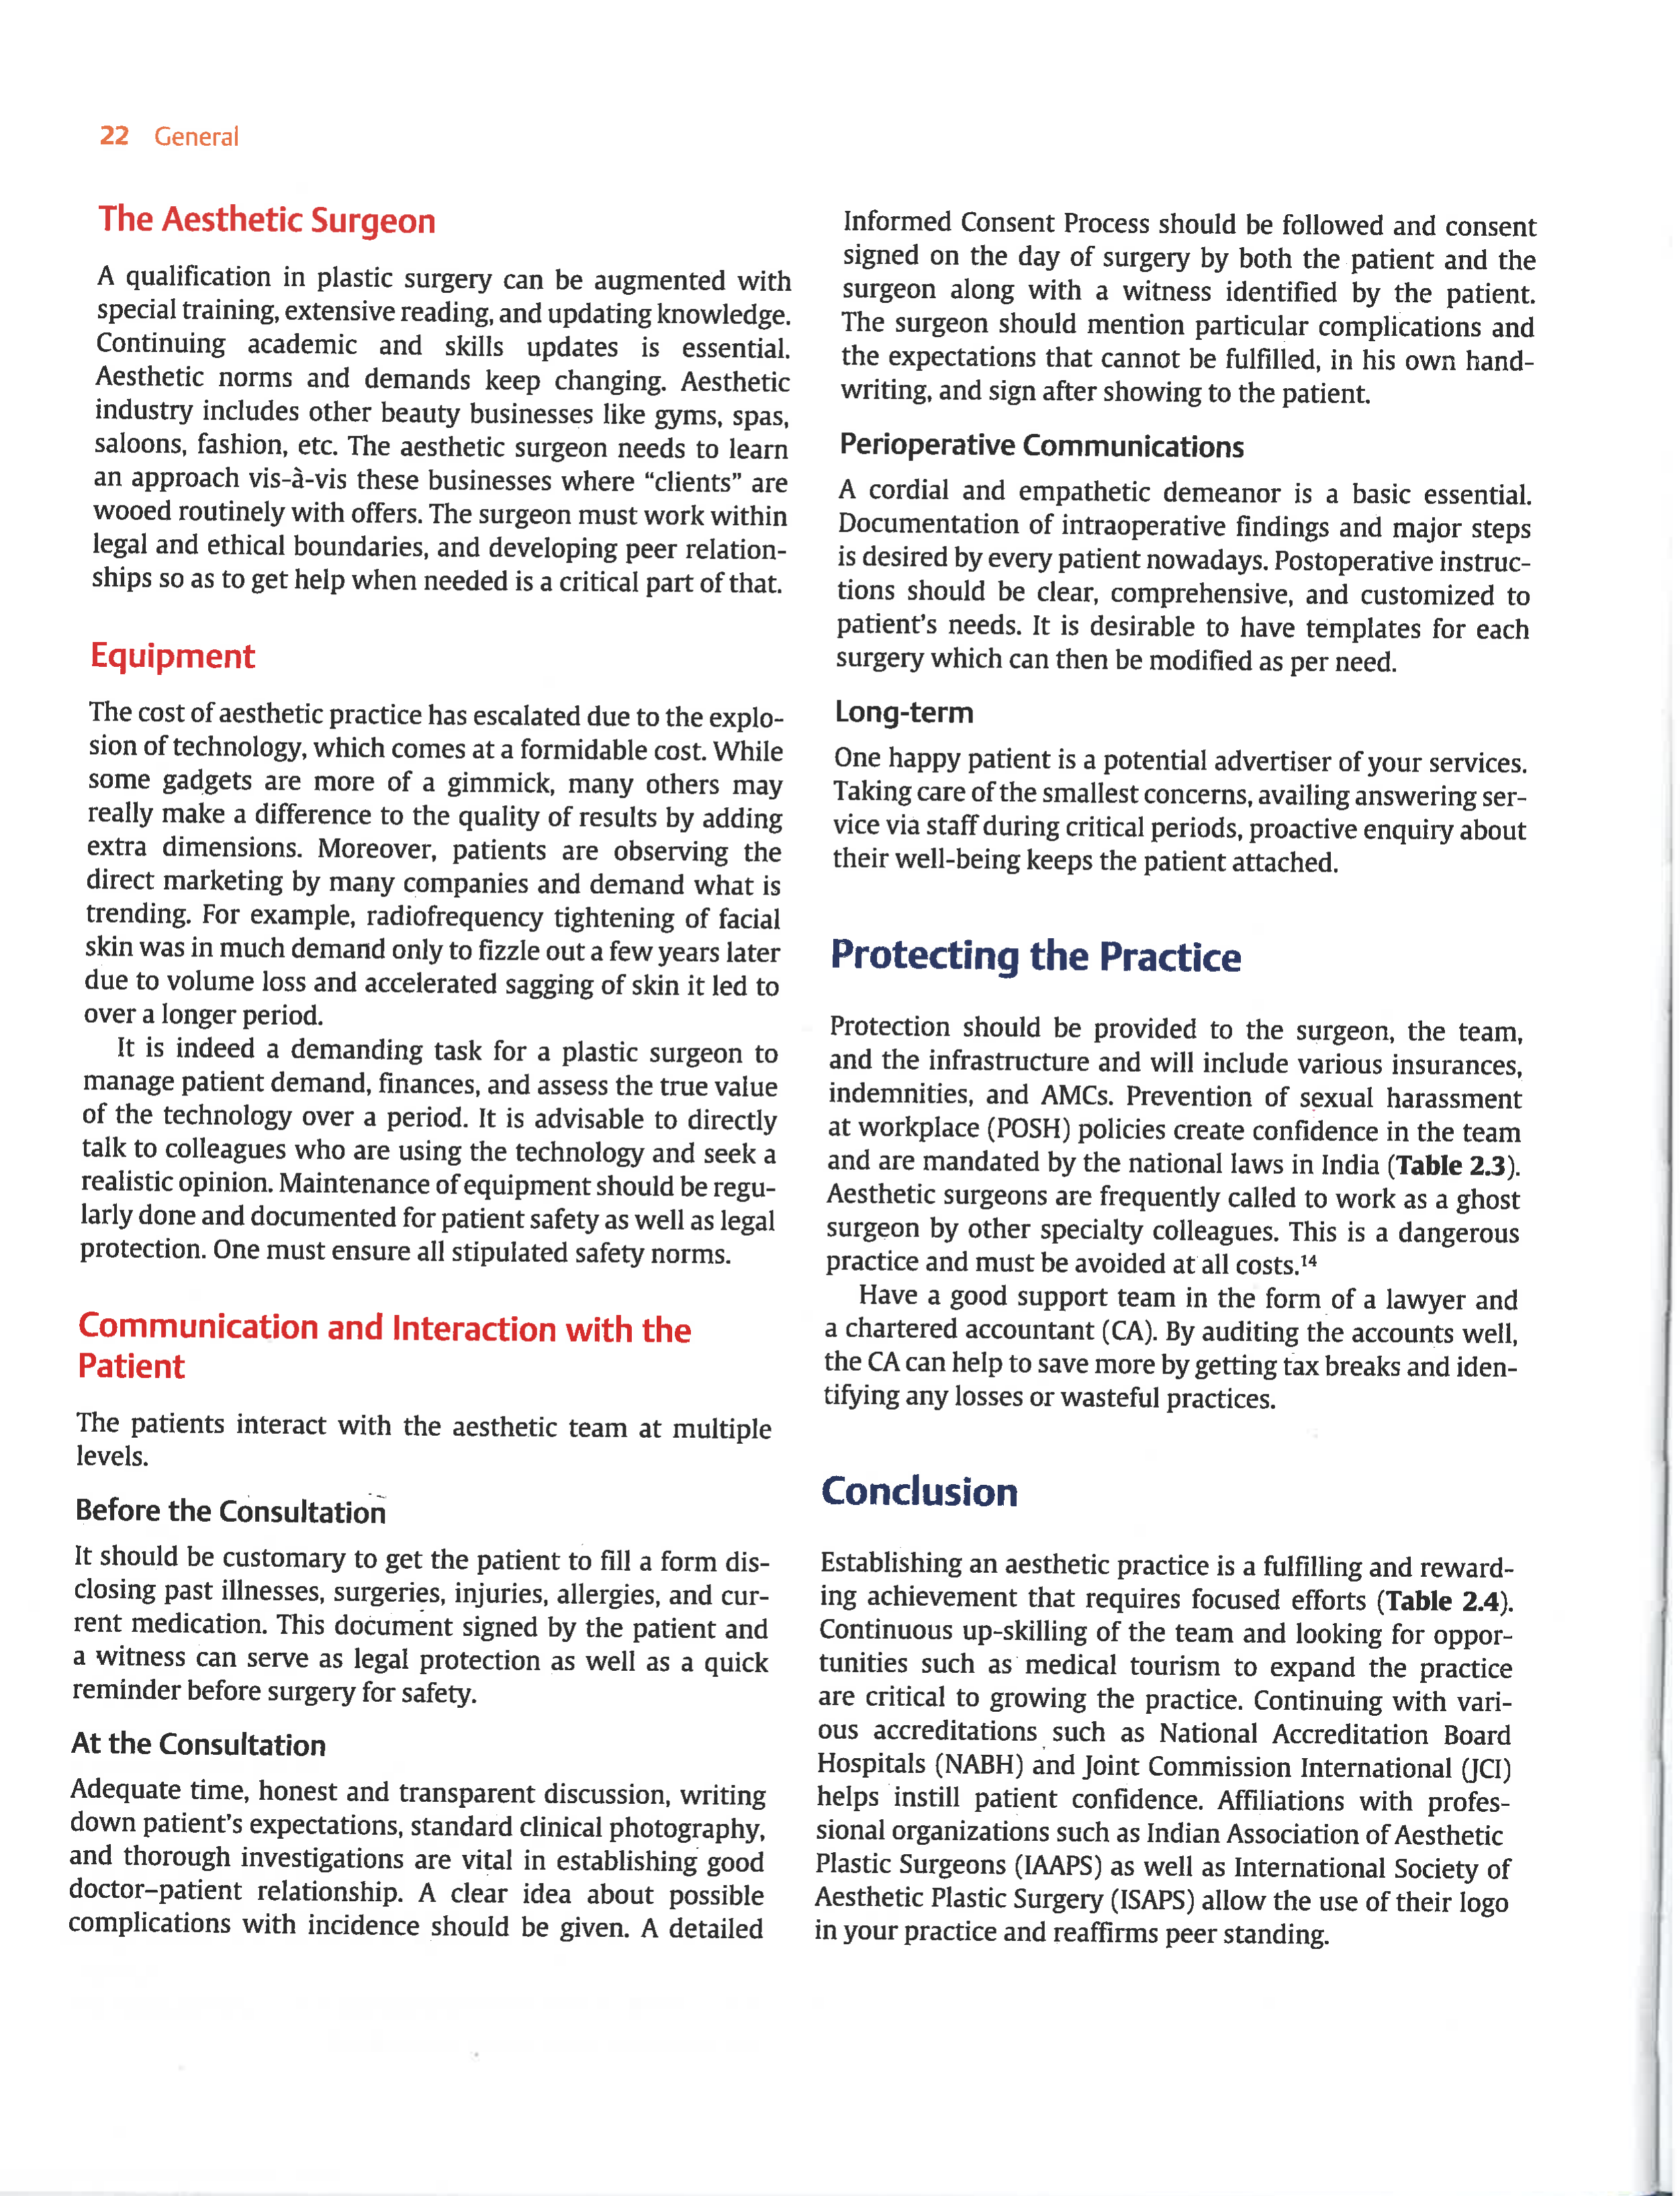 22 General
The Aesthetic Surgeon
A qualification in plastic surgery can be augmented with
special training, extensive reading, and updating knowledge.
Continuing academic and skills updates is essential.
Aesthetic norms and demands keep changing. Aesthetic
industry includes other beauty businesses like gyms, spas,
saloons, fashion, etc. The aesthetic surgeon needs to learn
an approach vis-à-vis these businesses where “clients” are
wooed routinely with offers. The surgeon must work within
legal and ethical boundaries, and developing peer relation-
ships so as to get help when needed is a critical part of that.
Equipment
The cost of aesthetic practice has escalated due to the explo-
sion of technology, which comes at a formidable cost. While
some gadgets are more of a gimmick, many others may
really make a difference to the quality of results by adding
extra dimensions. Moreover, patients are observing the
direct marketing by many companies and demand what is
trending. For example, radiofrequency tightening of facial
skin was in much demand only to fizzle out a few years later
due to volume loss and accelerated sagging of skin it led to
over a longer period.
It is indeed a demanding task for a plastic surgeon to
manage patient demand, finances, and assess the true value
of the technology over a period. It is advisable to directly
talk to colleagues who are using the technology and seek a
realistic opinion. Maintenance of equipment should be regu-
larly done and documented for patient safety as well as legal
protection. One must ensure all stipulated safety norms.
Communication and Interaction with the
Patient
The patients interact with the aesthetic team at multiple
levels.
Before the Consultation
It should be customary to get the patient to fill a form dis-
closing past illnesses, surgeries, injuries, allergies, and cur-
rent medication. This document signed by the patient and
a witness can serve as legal protection as well as a quick
reminder before surgery for safety.
At the Consultation
Adequate time, honest and transparent discussion, writing
down patient’s expectations, standard clinical photography,
and thorough investigations are vital in establishing good
doctor–patient relationship. A clear idea about possible
complications with incidence should be given. A detailed
Informed Consent Process should be followed and consent
signed on the day of surgery by both the patient and the
surgeon along with a witness identified by the patient.
The surgeon should mention particular complications and
the expectations that cannot be fulfilled, in his own hand-
writing, and sign after showing to the patient.
Perioperative Communications
A cordial and empathetic demeanor is a basic essential.
Documentation of intraoperative findings and major steps
is desired by every patient nowadays. Postoperative instruc-
tions should be clear, comprehensive, and customized to
patient’s needs. It is desirable to have templates for each
surgery which can then be modified as per need.
Long-term
One happy patient is a potential advertiser of your services.
Taking care of the smallest concerns, availing answering ser-
vice via staff during critical periods, proactive enquiry about
their well-being keeps the patient attached.
Protecting the Practice
Protection should be provided to the surgeon, the team,
and the infrastructure and will include various insurances,
indemnities, and AMCs. Prevention of sexual harassment
at workplace (POSH) policies create confidence in the team
and are mandated by the national laws in India (Table 2.3).
Aesthetic surgeons are frequently called to work as a ghost
surgeon by other specialty colleagues. This is a dangerous
practice and must be avoided at all costs.¹⁴
Have a good support team in the form of a lawyer and
a chartered accountant (CA). By auditing the accounts well,
the CA can help to save more by getting tax breaks and iden-
tifying any losses or wasteful practices.
Conclusion
Establishing an aesthetic practice is a fulfilling and reward-
ing achievement that requires focused efforts (Table 2.4).
Continuous up-skilling of the team and looking for oppor-
tunities such as medical tourism to expand the practice
are critical to growing the practice. Continuing with vari-
ous accreditations such as National Accreditation Board
Hospitals (NABH) and Joint Commission International (JCI)
helps instill patient confidence. Affiliations with profes-
sional organizations such as Indian Association of Aesthetic
Plastic Surgeons (IAAPS) as well as International Society of
Aesthetic Plastic Surgery (ISAPS) allow the use of their logo
in your practice and reaffirms peer standing.